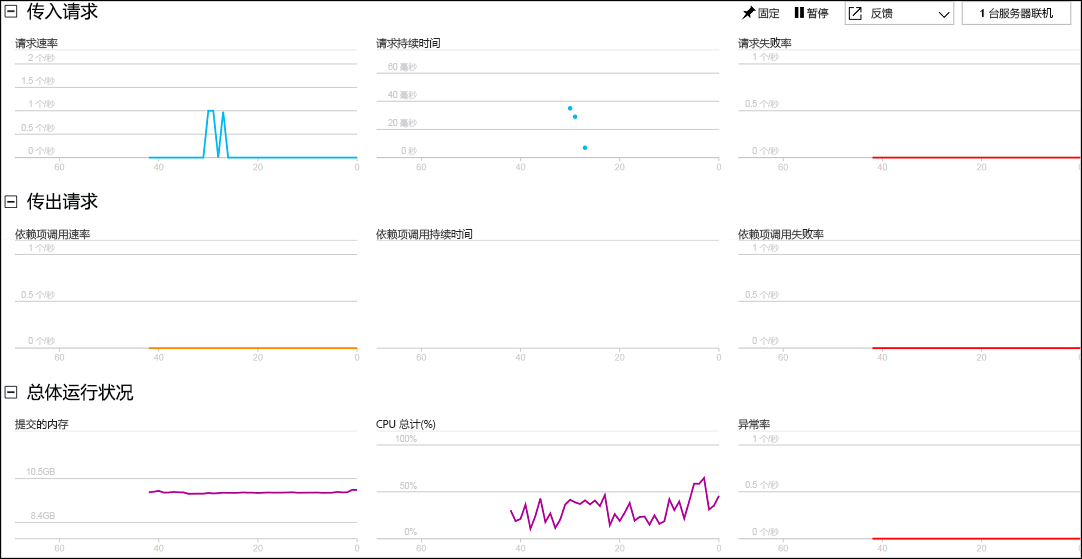 传入请求
固定 暂停 反馈 1 台服务器联机
请求速率 请求持续时间 请求失败率
2 个/秒 60 毫秒 1 个/秒
1.5 个/秒 40 毫秒
1 个/秒 0.5 个/秒
0.5 个/秒 20 毫秒
0 个/秒 0 秒 0 个/秒
60 40 20 0 60 40 20 0 60 40 20
传出请求
依赖项调用速率 依赖项调用持续时间 依赖项调用失败率
1 个/秒 1 个/秒
0.5 个/秒 0.5 个/秒
0 个/秒 0 个/秒
60 40 20 0 60 40 20 0 60 40 20
总体运行状况
提交的内存 CPU 总计(%) 异常率
100% 1 个/秒
10.5GB 50% 0.5 个/秒
8.4GB 0% 0 个/秒
60 40 20 0 60 40 20 0 60 40 20